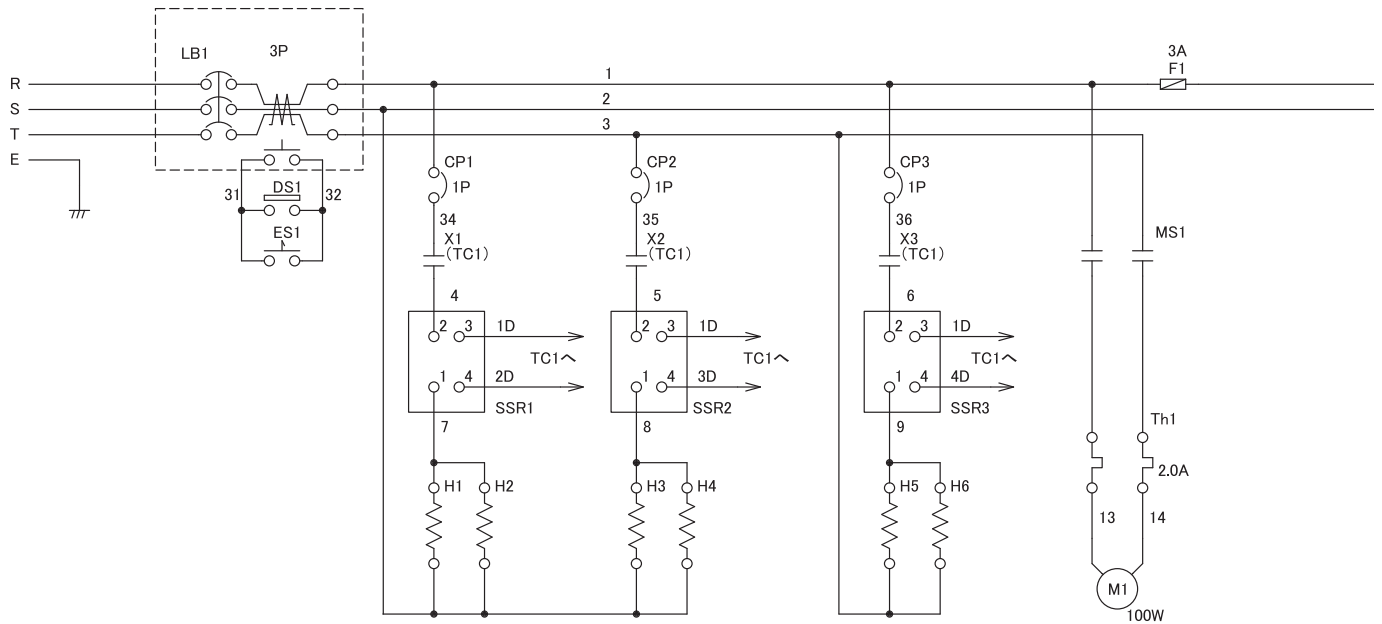 LB1 3P
3A
F1
R 1
S 2
T 3
E
31 DS1 32
ES1
CP1 CP2 CP3
1P 1P 1P
34 35 36
X1 X2 X3 MS1
(TC1) (TC1) (TC1)
4 5 6
2 3 1D 2 3 1D 2 3 1D
TC1へ TC1へ TC1へ
1 4 2D 1 4 3D 1 4 4D
SSR1 SSR2 SSR3
7 8 9 Th1
2.0A
H1 H2 H3 H4 H5 H6
13 14
M1
100W